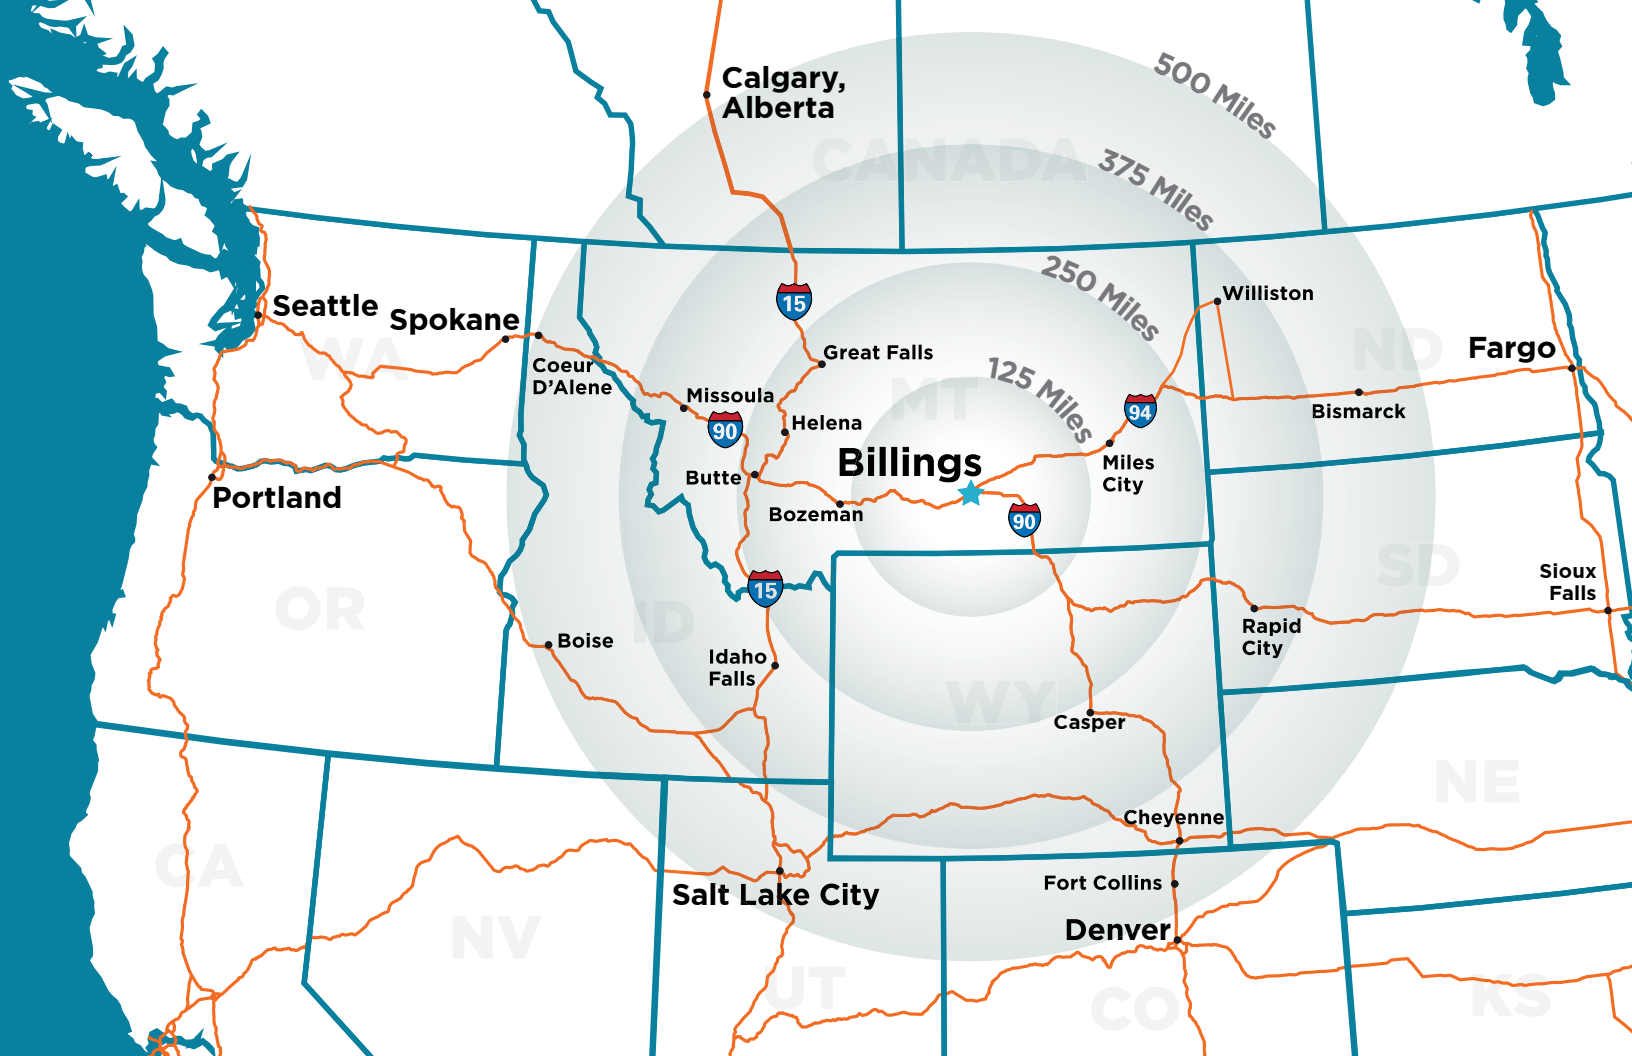 500 Miles
Calgary,
Alberta
CANADA
375 Miles
250 Miles
Williston
15
Seattle
Spokane
WA
ND
Fargo
Great Falls
Coeur
D'Alene
125 Miles
MT
Missoula
Bismarck
94
90
Helena
Billings
Miles
City
Butte
Portland
Bozeman
90
SD
Sioux
Falls
15
OR
ID
Rapid
City
Boise
Idaho
Falls
WY
Casper
NE
Cheyenne
CA
Fort Collins
Salt Lake City
NV
Denver
UT
CO
KS